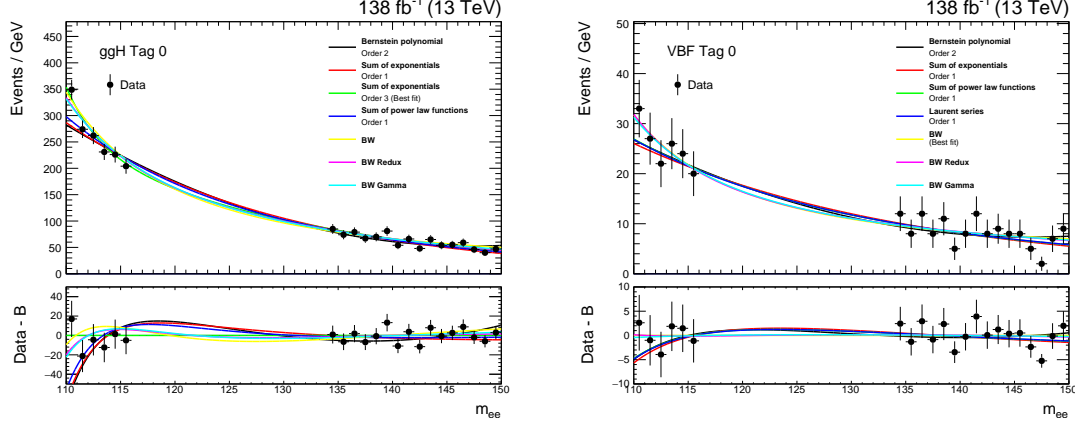 138 fb⁻¹ (13 TeV)
Events / GeV
450
400
350
300
250
200
150
100
50
0
ggH Tag 0
Data
Bernstein polynomial
Order 2
Sum of exponentials
Order 1
Sum of exponentials
Order 3 (Best fit)
Sum of power law functions
Order 1
BW
BW Redux
BW Gamma
Data - B
40
20
0
−20
−40
110 115 120 125 130 135 140 145 150
m_ee
138 fb⁻¹ (13 TeV)
Events / GeV
50
40
30
20
10
0
VBF Tag 0
Data
Bernstein polynomial
Order 2
Sum of exponentials
Order 1
Sum of power law functions
Order 1
Laurent series
Order 1
BW
(Best fit)
BW Redux
BW Gamma
Data - B
10
5
0
−5
−10
110 115 120 125 130 135 140 145 150
m_ee